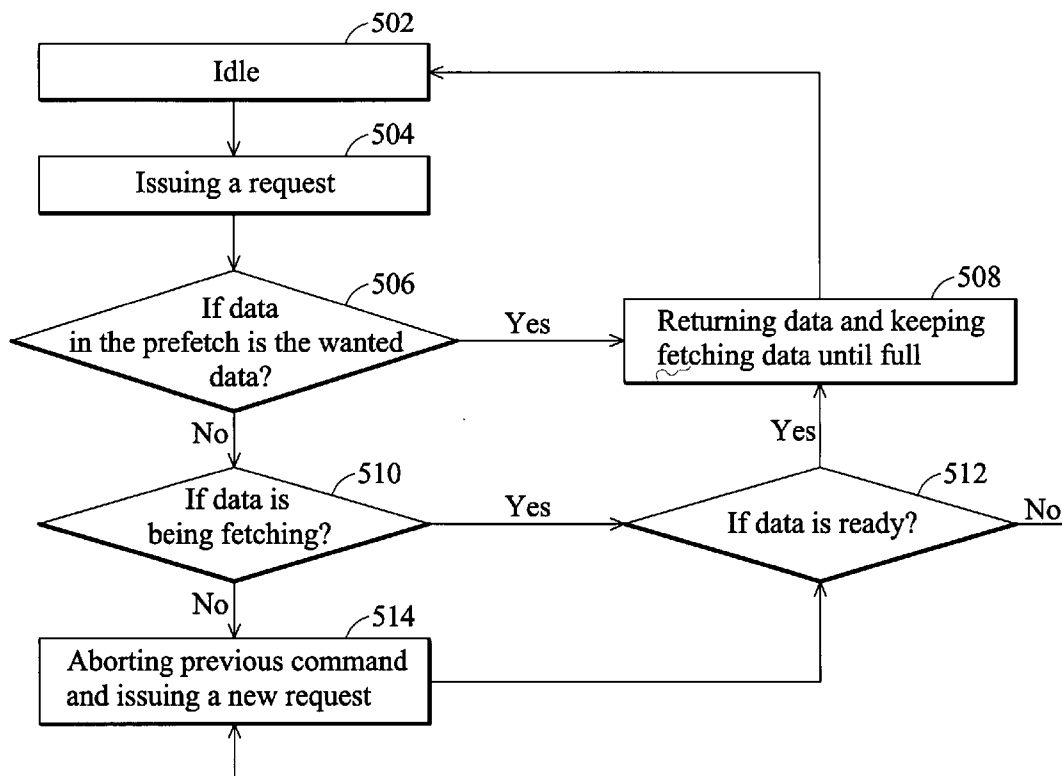 502
Idle
504
Issuing a request
506
If data
in the prefetch is the wanted
data?
Yes
508
Returning data and keeping
fetching data until full
No
Yes
510
If data is
being fetching?
Yes
512
If data is ready?
No
No
514
Aborting previous command
and issuing a new request